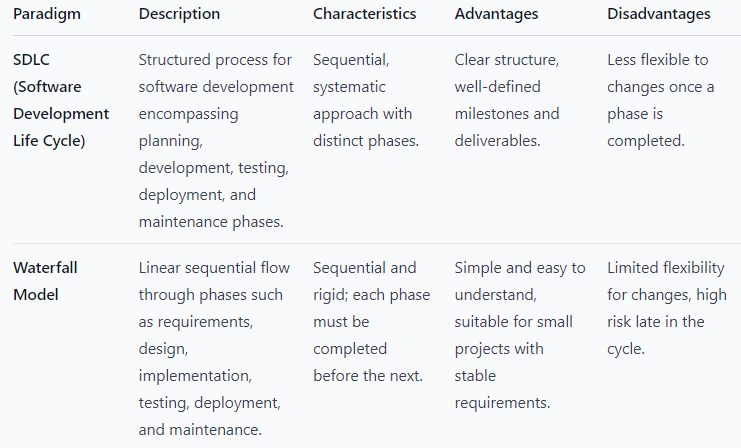 Paradigm Description Characteristics Advantages Disadvantages
SDLC
(Software
Development
Life Cycle)
Structured process for
software development
encompassing
planning,
development, testing,
deployment, and
maintenance phases.
Sequential,
systematic
approach with
distinct phases.
Clear structure,
well-defined
milestones and
deliverables.
Less flexible to
changes once a
phase is
completed.
Waterfall
Model
Linear sequential flow
through phases such
as requirements,
design,
implementation,
testing, deployment,
and maintenance.
Sequential and
rigid; each phase
must be
completed
before the next.
Simple and easy to
understand,
suitable for small
projects with
stable
requirements.
Limited flexibility
for changes, high
risk late in the
cycle.